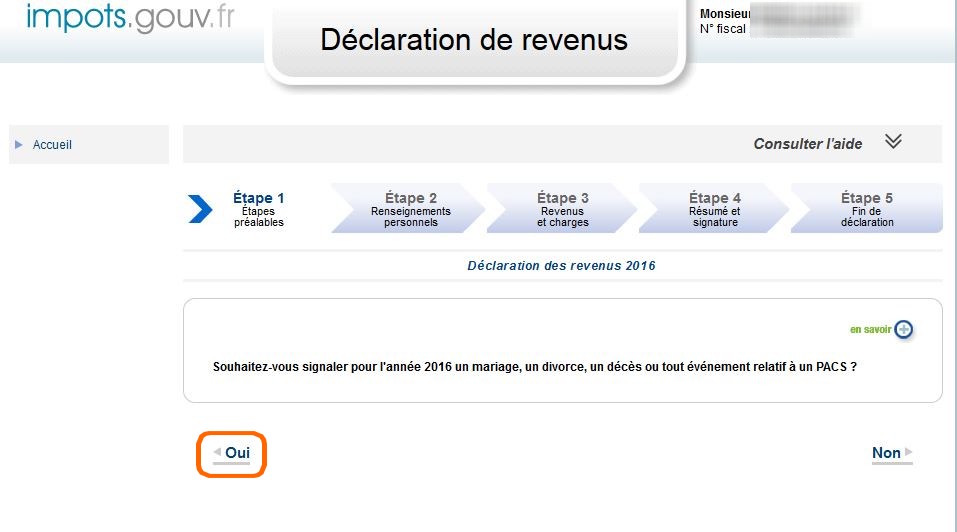 impots.gouv.fr
Déclaration de revenus
Monsieur
N° fiscal
Accueil
Consulter l'aide
Étape 1
Étapes
préalables
Étape 2
Renseignements
personnels
Étape 3
Revenus
et charges
Étape 4
Résumé et
signature
Étape 5
Fin de
déclaration
Déclaration des revenus 2016
en savoir
Souhaitez-vous signaler pour l'année 2016 un mariage, un divorce, un décès ou tout événement relatif à un PACS ?
Oui
Non